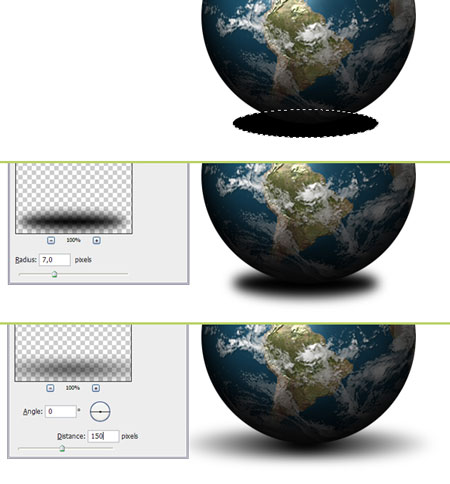 100%
Radius: 7,0 pixels
100%
Angle: 0 °
Distance: 150 pixels